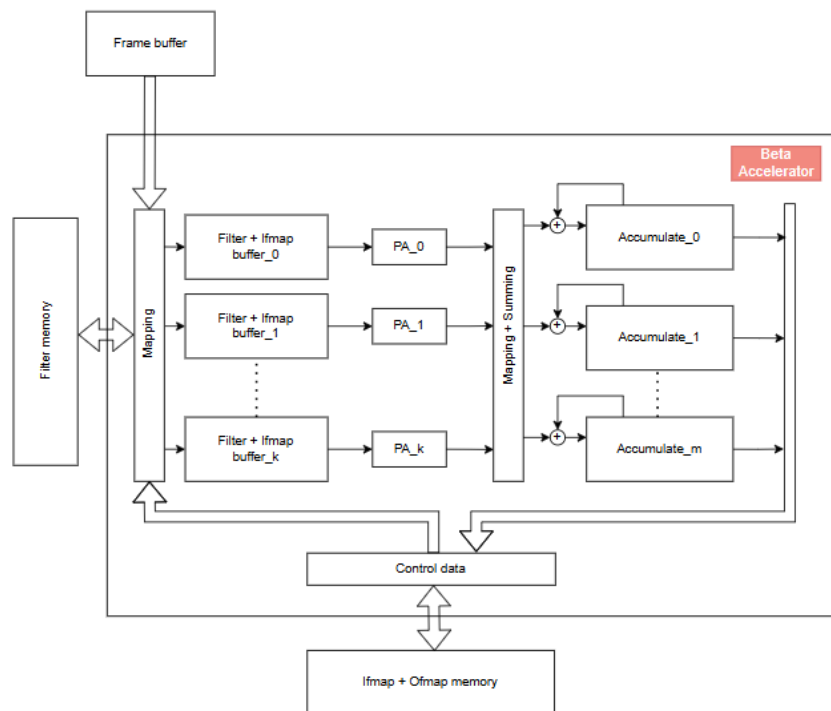 Frame buffer
Beta
Accelerator
Filter memory
Mapping
Filter + Ifmap
buffer_0
PA_0
Mapping + Summing
+
Accumulate_0
Filter + Ifmap
buffer_1
PA_1
+
Accumulate_1
Filter + Ifmap
buffer_k
PA_k
+
Accumulate_m
Control data
Ifmap + Ofmap memory